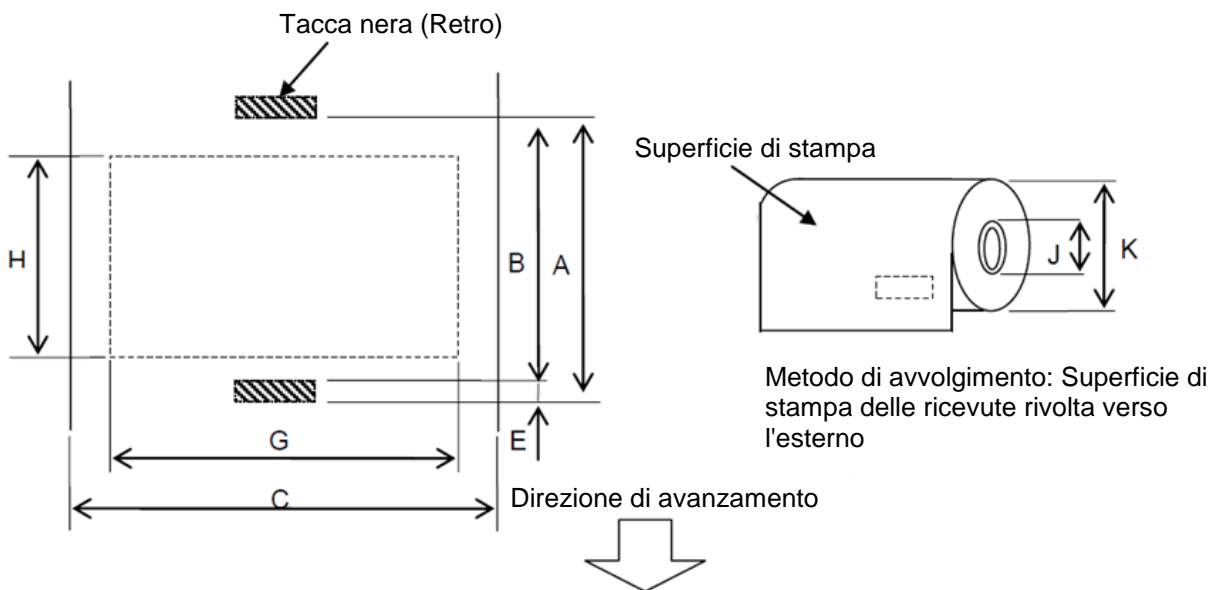 Tacca nera (Retro)
Superficie di stampa
H
B
A
J
K
Metodo di avvolgimento: Superficie di
stampa delle ricevute rivolta verso
l'esterno
G
E
C
Direzione di avanzamento